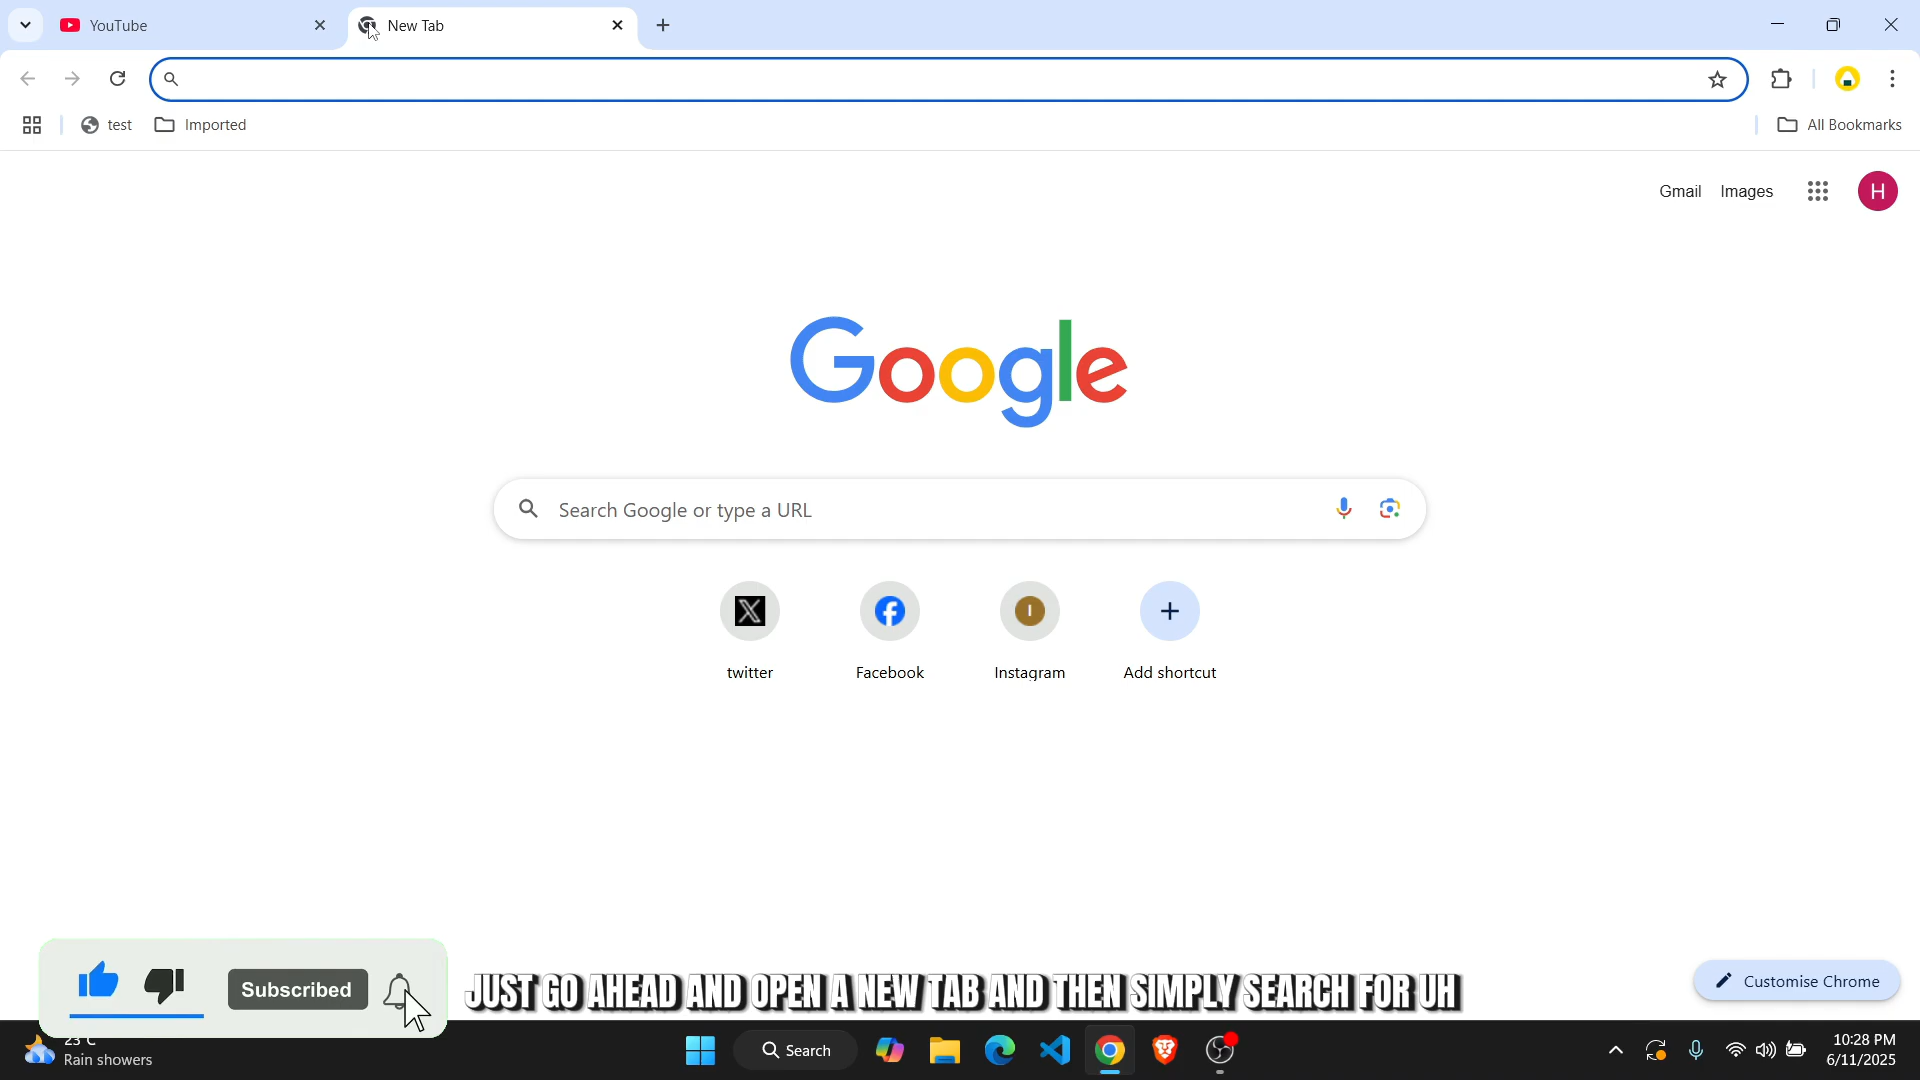 YouTube
New Tab
test
Imported
All Bookmarks
Gmail
Images
H
Google
Search Google or type a URL
I
twitter
Facebook
Instagram
Add shortcut
Subscribed
JUST GO AHEAD AND OPEN A NEW TAB AND THEN SIMPLY SEARCH FOR UH
Customise Chrome
23°C
Rain showers
Search
10:28 PM
6/11/2025